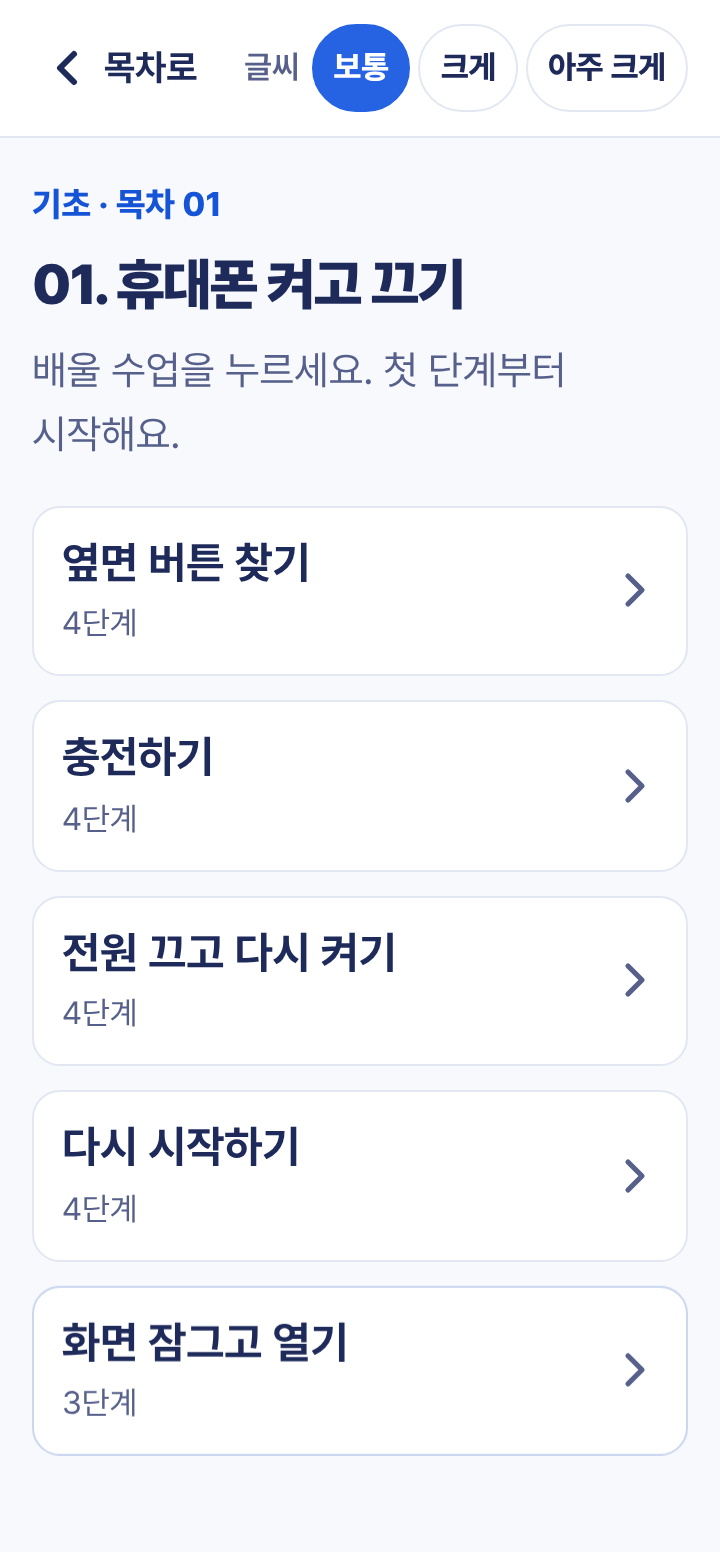 목차로 글씨 보통 크게 아주 크게
기초 · 목차 01
01. 휴대폰 켜고 끄기
배울 수업을 누르세요. 첫 단계부터
시작해요.
옆면 버튼 찾기
4단계
충전하기
4단계
전원 끄고 다시 켜기
4단계
다시 시작하기
4단계
화면 잠그고 열기
3단계